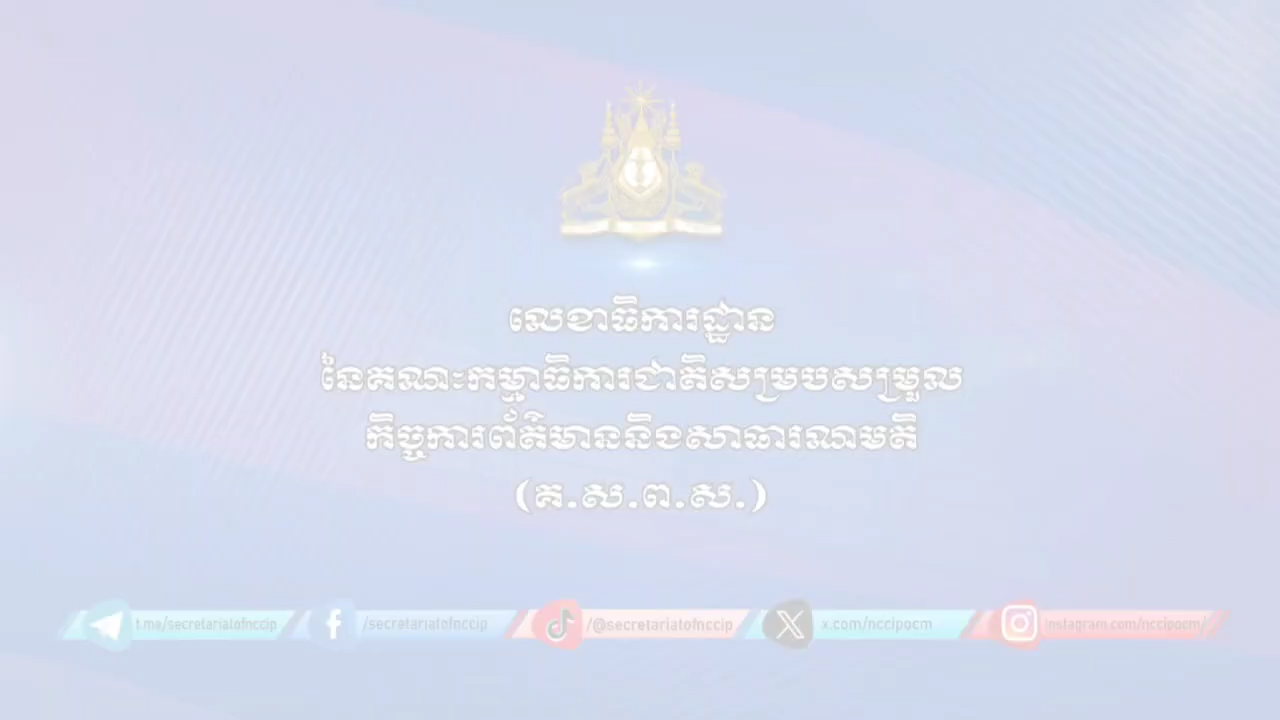 លេខាធិការដ្ឋាន
នៃគណៈកម្មាធិការជាតិសម្របសម្រួល
កិច្ចការព័ត៌មាននិងសាធារណមតិ
(គ.ស.ព.ស.)
t.me/secretariatofnccip
/secretariatofnccip
/@secretariatofnccip
x.com/nccipocm
instagram.com/nccipocm/